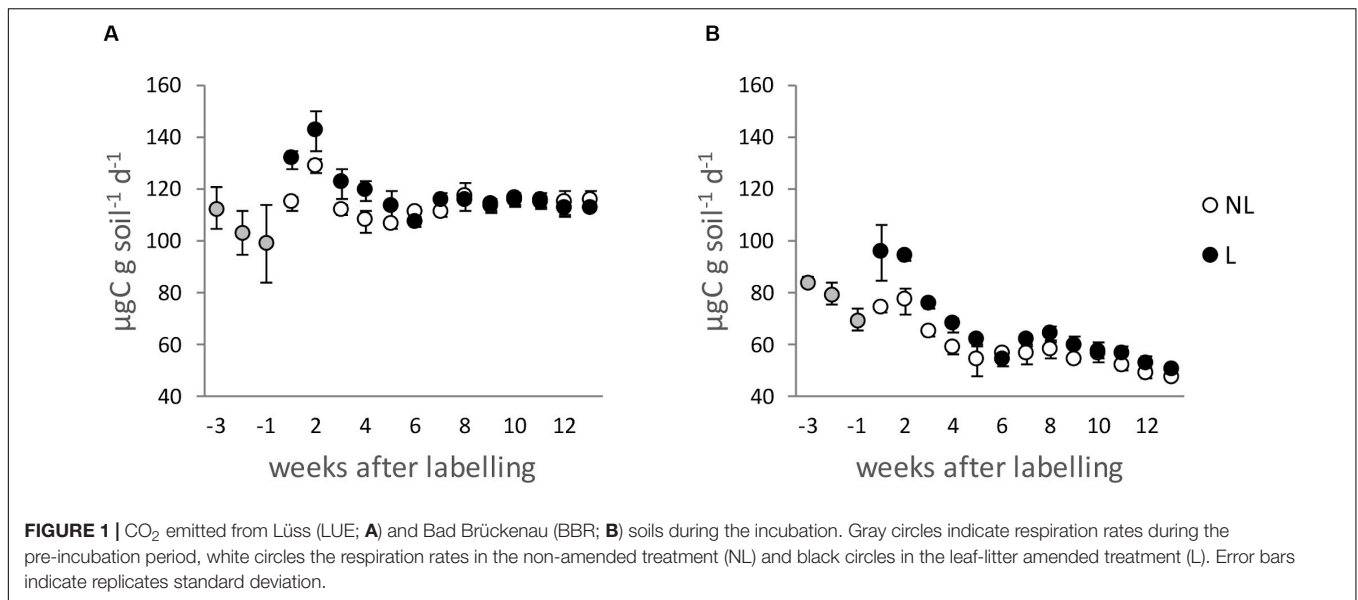 A
B
160
140
120
100
80
60
40
µgC g soil⁻¹ d⁻¹
-3 -1 2 4 6 8 10 12
weeks after labelling
160
140
120
100
80
60
40
µgC g soil⁻¹ d⁻¹
-3 -1 2 4 6 8 10 12
weeks after labelling
NL
L
FIGURE 1 | CO₂ emitted from Lüss (LUE; A) and Bad Brückenau (BBR; B) soils during the incubation. Gray circles indicate respiration rates during the
pre-incubation period, white circles the respiration rates in the non-amended treatment (NL) and black circles in the leaf-litter amended treatment (L). Error bars
indicate replicates standard deviation.